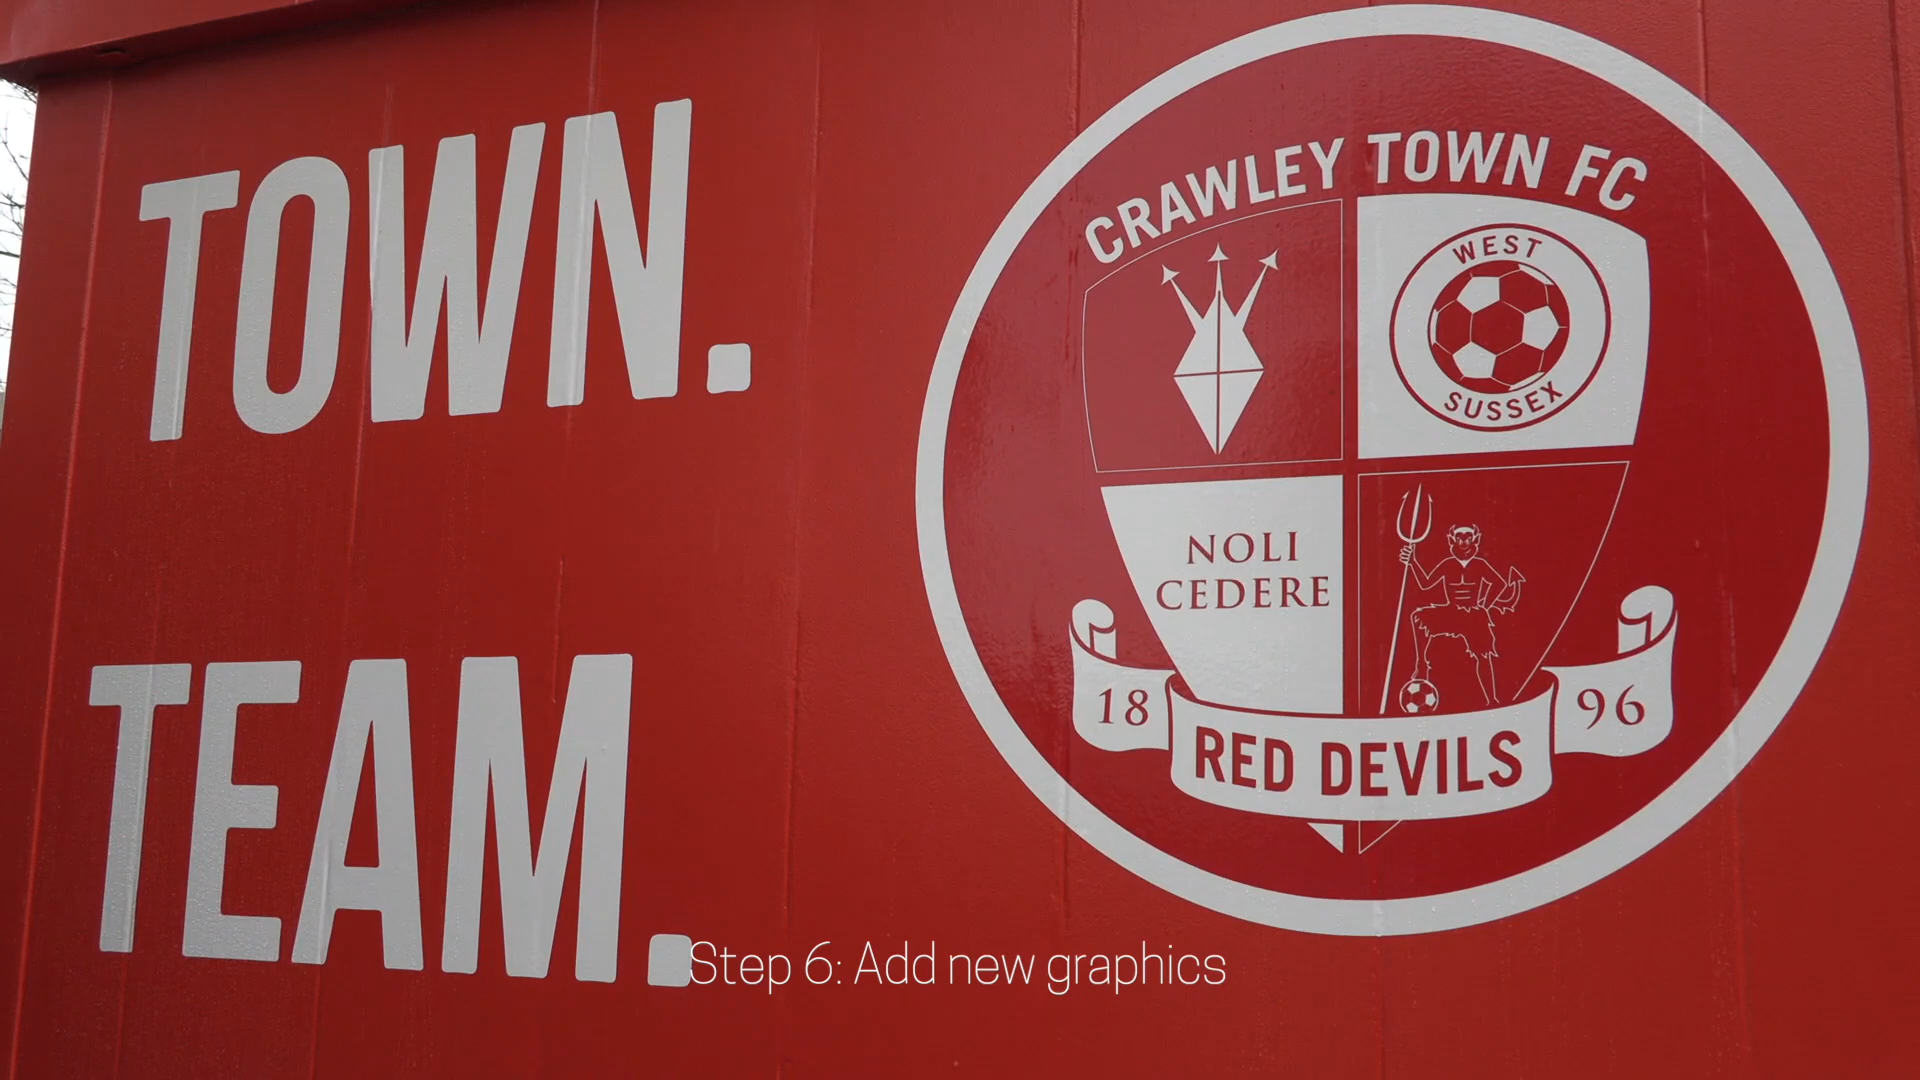 TOWN.
TEAM.
CRAWLEY TOWN FC
WEST
SUSSEX
NOLI
CEDERE
18
96
RED DEVILS
Step 6: Add new graphics